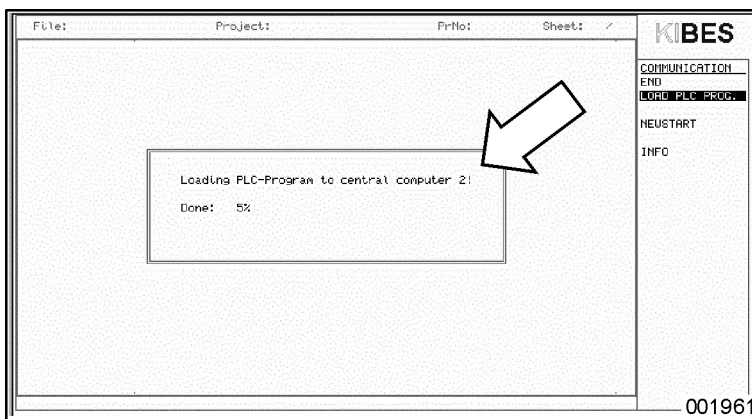 File: Project: PrNo: Sheet: /
KIBES
COMMUNICATION
END
LOAD PLC PROG.
NEUSTART
INFO
Loading PLC-Program to central computer 2!
Done: 5%
001961